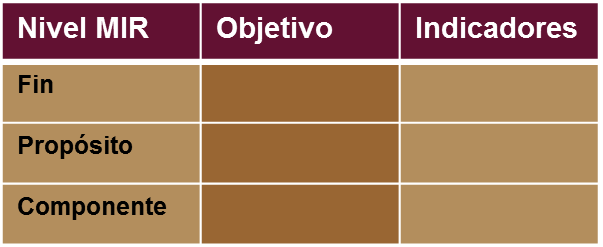 Nivel MIR Objetivo Indicadores
Fin
Propósito
Componente